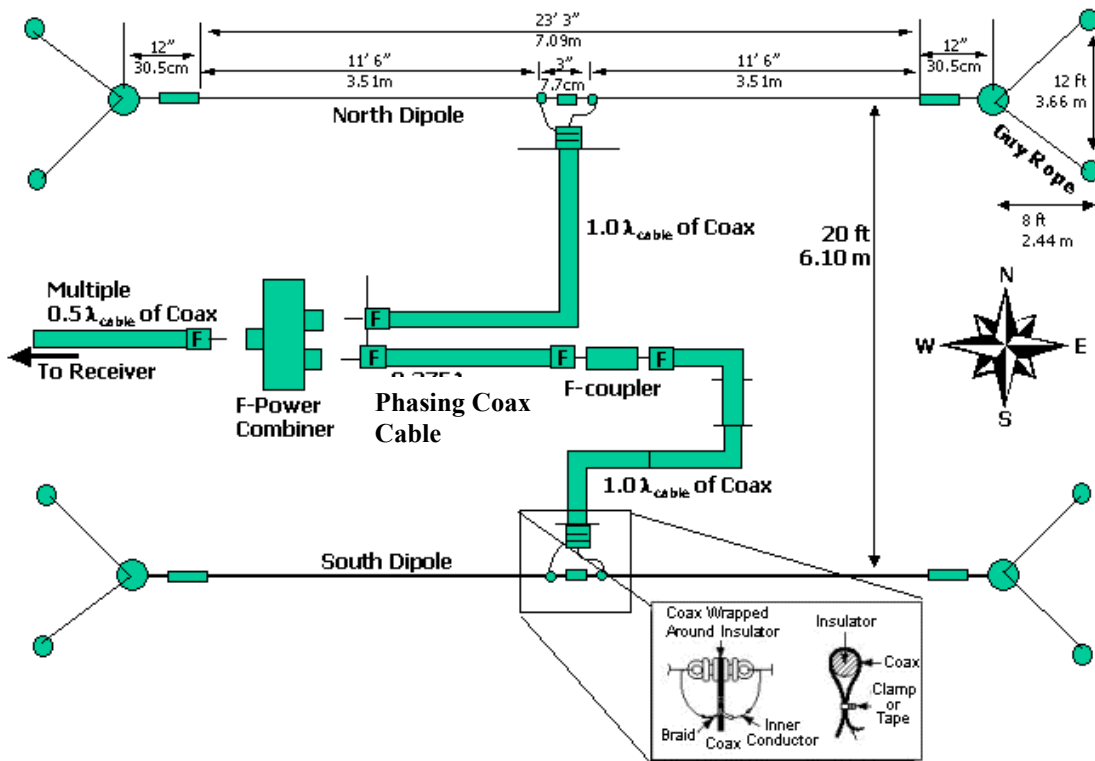 23' 3"
7.09m
12"
30.5cm
11' 6"
3.51m
3"
7.7cm
11' 6"
3.51m
12"
30.5cm
12 ft
3.66 m
North Dipole
Guy Rope
8 ft
2.44 m
1.0 λcable of Coax
20 ft
6.10 m
Multiple
0.5 λcable of Coax
F
F
To Receiver
F-Power
Combiner
F
F
F
F-coupler
Phasing Coax
Cable
N
W
E
S
1.0 λcable of Coax
South Dipole
Coax Wrapped
Around Insulator
Insulator
Coax
Clamp
or
Tape
Braid
Coax
Inner
Conductor